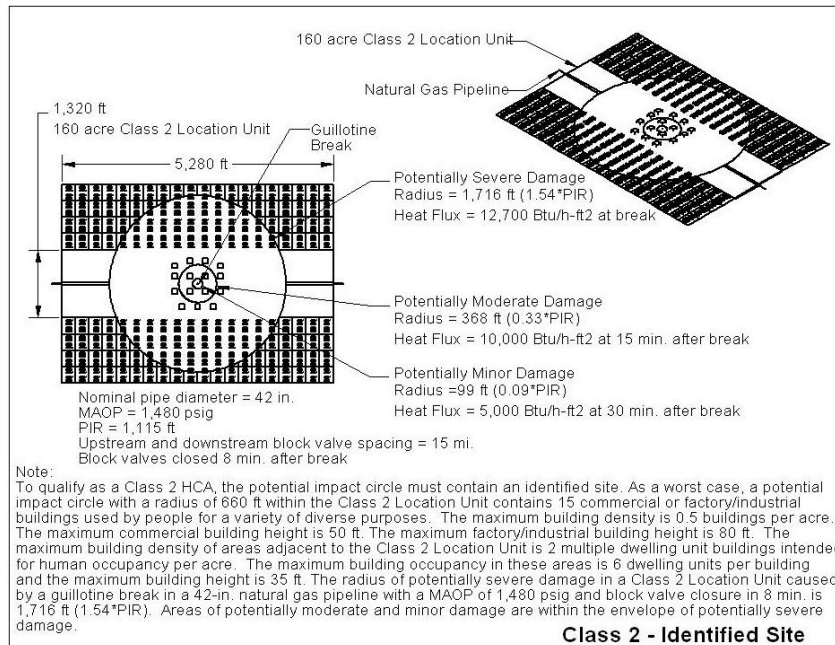 160 acre Class 2 Location Unit
Natural Gas Pipeline
1,320 ft
160 acre Class 2 Location Unit
Guillotine
Break
5,280 ft
Potentially Severe Damage
Radius = 1,716 ft (1.54*PIR)
Heat Flux = 12,700 Btu/h-ft2 at break
Potentially Moderate Damage
Radius = 368 ft (0.33*PIR)
Heat Flux = 10,000 Btu/h-ft2 at 15 min. after break
Potentially Minor Damage
Radius =99 ft (0.09*PIR)
Heat Flux = 5,000 Btu/h-ft2 at 30 min. after break
Nominal pipe diameter = 42 in.
MAOP = 1,480 psig
PIR = 1,115 ft
Upstream and downstream block valve spacing = 15 mi.
Block valves closed 8 min. after break
Note:
To qualify as a Class 2 HCA, the potential impact circle must contain an identified site. As a worst case, a potential
impact circle with a radius of 660 ft within the Class 2 Location Unit contains 15 commercial or factory/industrial
buildings used by people for a variety of diverse purposes. The maximum building density is 0.5 buildings per acre.
The maximum commercial building height is 50 ft. The maximum factory/industrial building height is 80 ft. The
maximum building density of areas adjacent to the Class 2 Location Unit is 2 multiple dwelling unit buildings intended
for human occupancy per acre. The maximum building occupancy in these areas is 6 dwelling units per building
and the maximum building height is 35 ft. The radius of potentially severe damage in a Class 2 Location Unit caused
by a guillotine break in a 42-in. natural gas pipeline with a MAOP of 1,480 psig and block valve closure in 8 min. is
1,716 ft (1.54*PIR). Areas of potentially moderate and minor damage are within the envelope of potentially severe
damage.
Class 2 - Identified Site